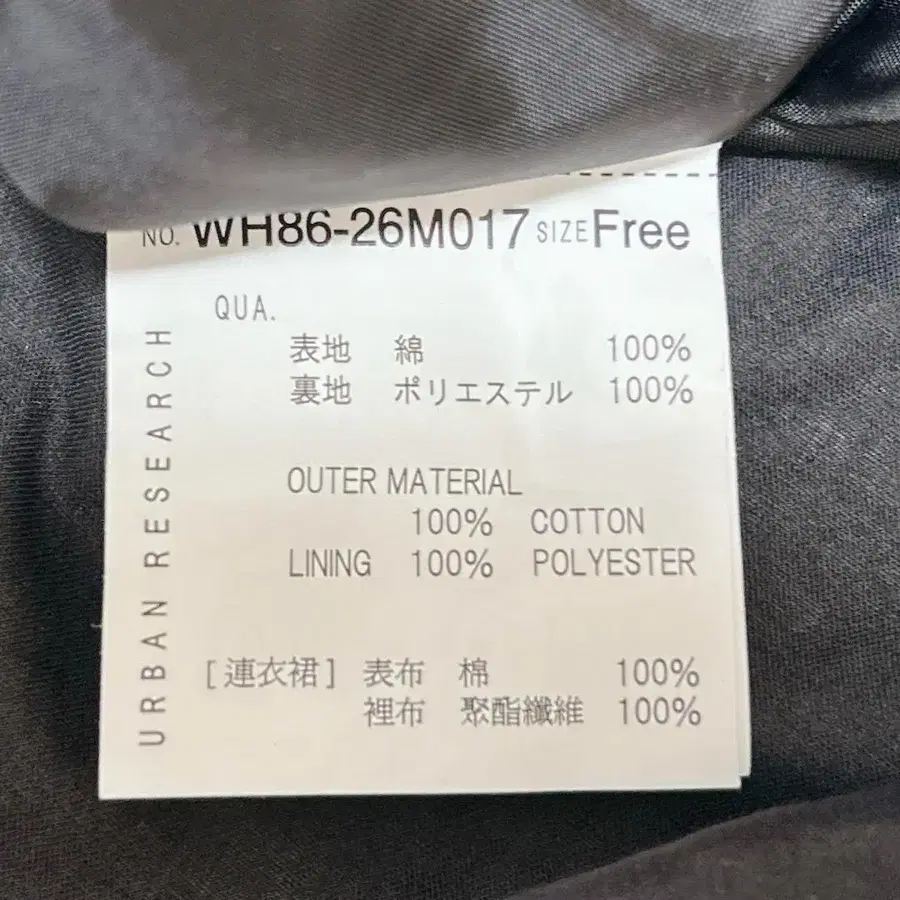 NO. WH86-26M017 SIZE Free
QUA.
表地 綿 100%
裏地 ポリエステル 100%
OUTER MATERIAL
100% COTTON
LINING 100% POLYESTER
[連衣裙] 表布 棉 100%
裡布 聚酯纖維 100%
URBAN RESEARCH